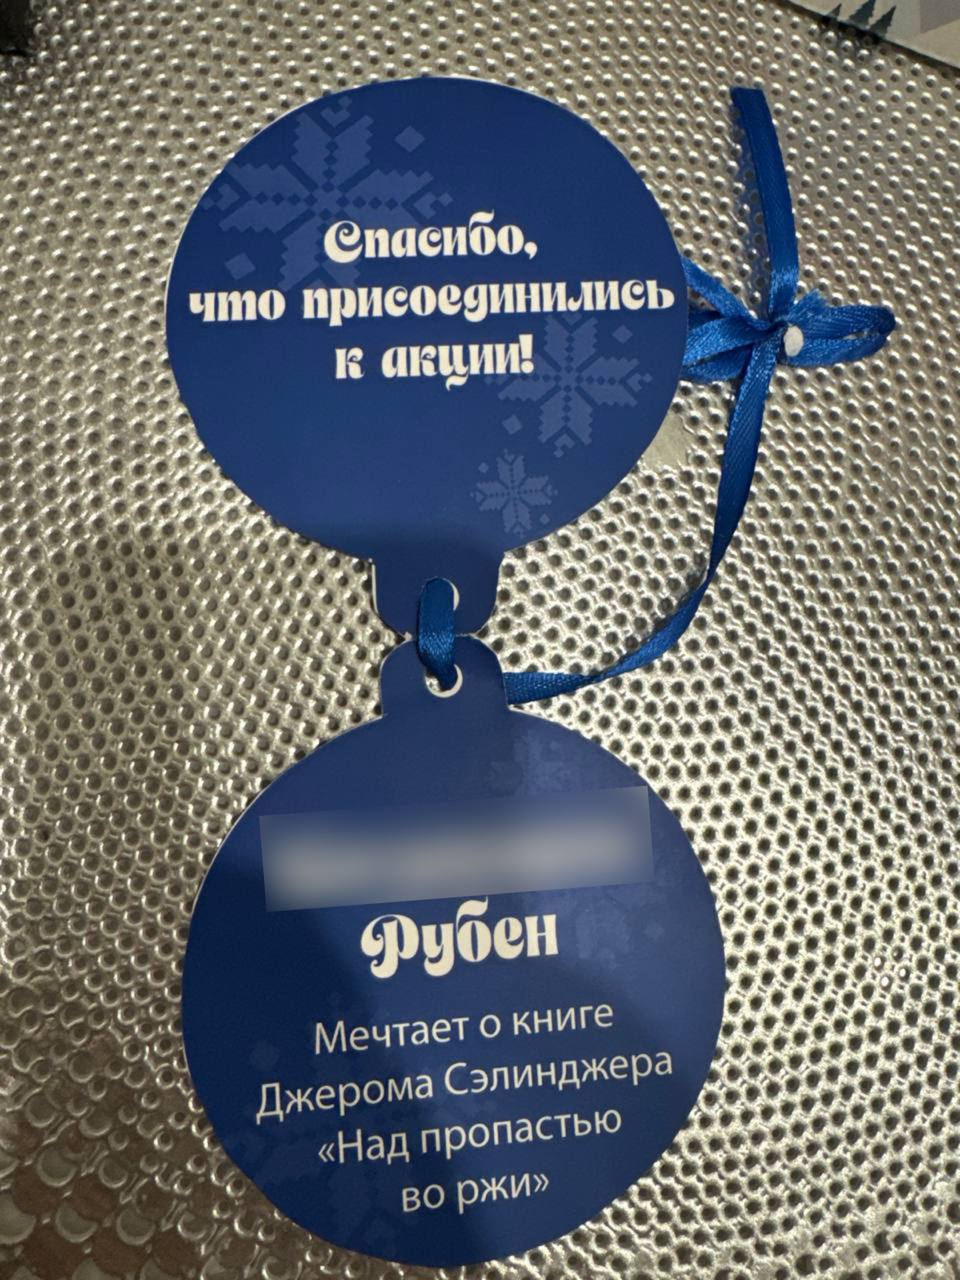 Спасибо,
что присоединились
к акции!
Рубен
Мечтает о книге
Джерома Сэлинджера
«Над пропастью
во ржи»